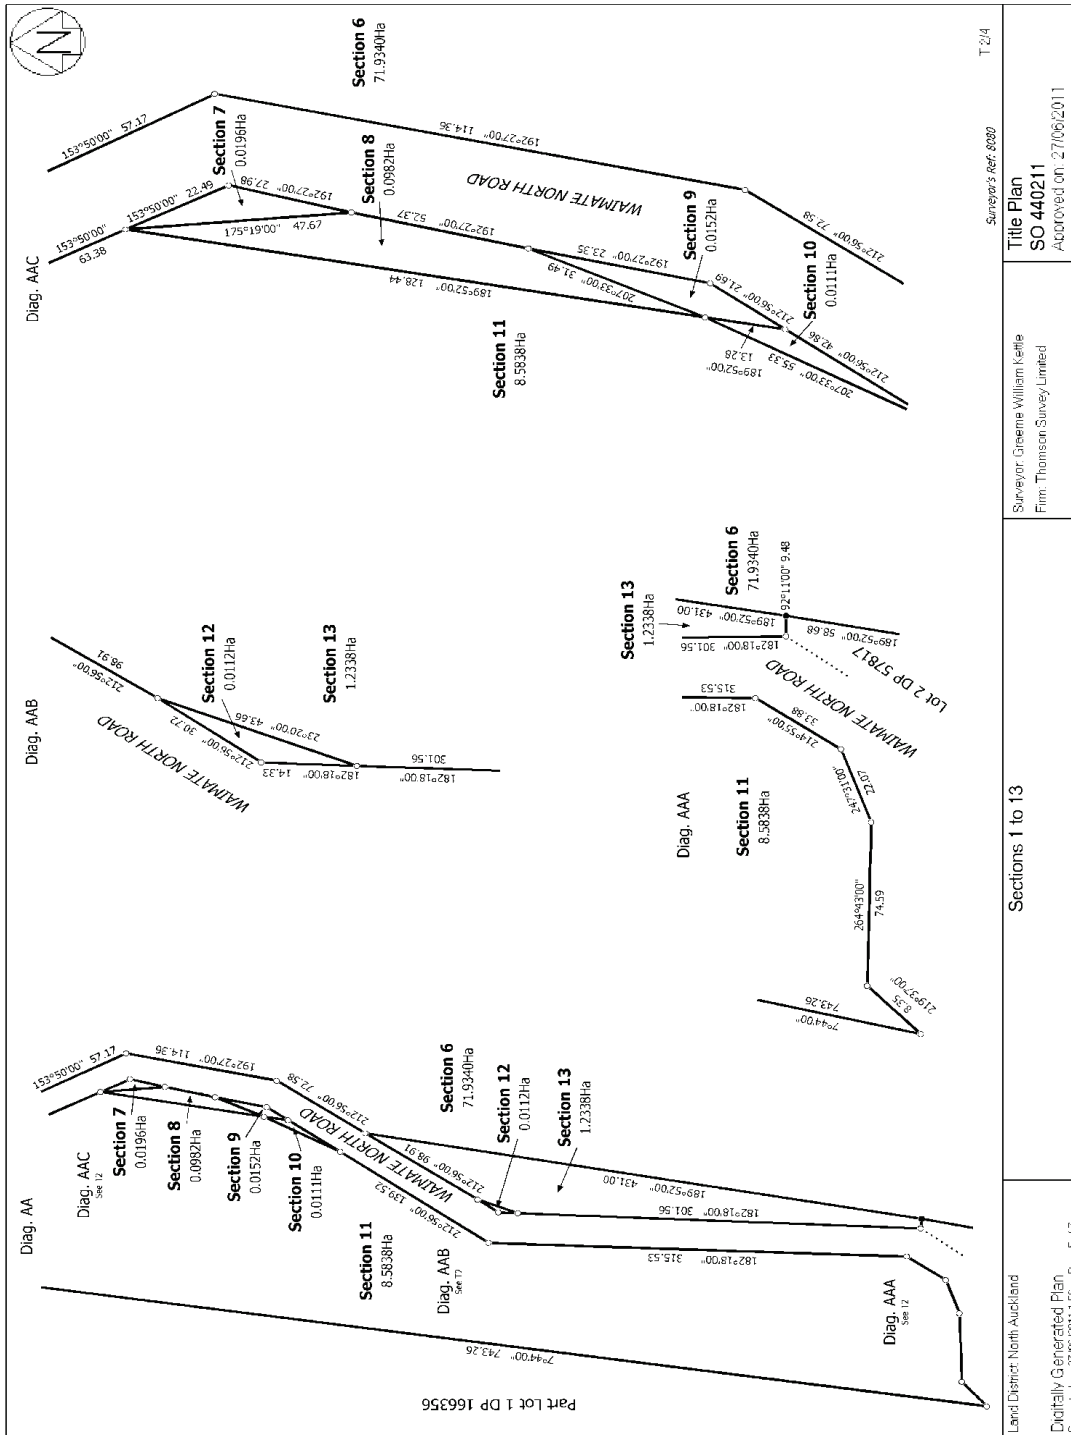 N
Diag. AAC
153°50'00" 57.17
Section 6
71.9340Ha
153°50'00"
63.38
153°50'00" 22.49
Section 7
0.0196Ha
192°27'00" 27.98
175°19'00" 47.67
Section 8
0.0982Ha
192°27'00" 114.36
WAIMATE NORTH ROAD
192°27'00" 52.37
189°52'00" 128.44
207°33'00" 31.49
192°27'00" 23.35
Section 9
0.0152Ha
212°56'00" 72.58
212°56'00" 21.69
Section 10
0.0111Ha
Section 11
8.5838Ha
189°52'00"
13.28
207°33'00" 55.33
212°56'00" 42.86
Diag. AAB
212°56'00"
98.91
Section 12
0.0112Ha
WAIMATE NORTH ROAD
212°56'00" 30.72
23°20'00" 43.66
Section 13
1.2338Ha
14.33
182°18'00"
182°18'00"
301.56
Diag. AAA
Section 13
1.2338Ha
Section 6
71.9340Ha
189°52'00" 431.00
182°18'00" 301.56
92°11'00" 9.48
189°52'00" 58.68
Lot 2 DP 57817
WAIMATE NORTH ROAD
182°18'00"
315.53
214°55'00"
33.88
247°31'00"
22.07
Section 11
8.5838Ha
264°43'00"
74.59
219°37'00"
8.35
7°44'00"
743.26
Diag. AA
Diag. AAC
See T2
153°50'00" 57.17
192°27'00" 114.36
Section 7
0.0196Ha
Section 8
0.0982Ha
Section 9
0.0152Ha
Section 10
0.0111Ha
212°56'00" 72.58
WAIMATE NORTH ROAD
Section 6
71.9340Ha
212°56'00" 98.91
Section 12
0.0112Ha
Section 13
1.2338Ha
212°56'00" 139.52
Section 11
8.5838Ha
Diag. AAB
See T2
189°52'00" 431.00
182°18'00" 301.56
182°18'00" 315.53
Diag. AAA
See T2
7°44'00" 743.26
Part Lot 1 DP 166356
Surveyor's Ref: 8080
T 2/4
Land District: North Auckland
Digitally Generated Plan
Sections 1 to 13
Surveyor: Graeme William Kettle
Firm: Thomson Survey Limited
Title Plan
SO 440211
Approved on: 27/06/2011